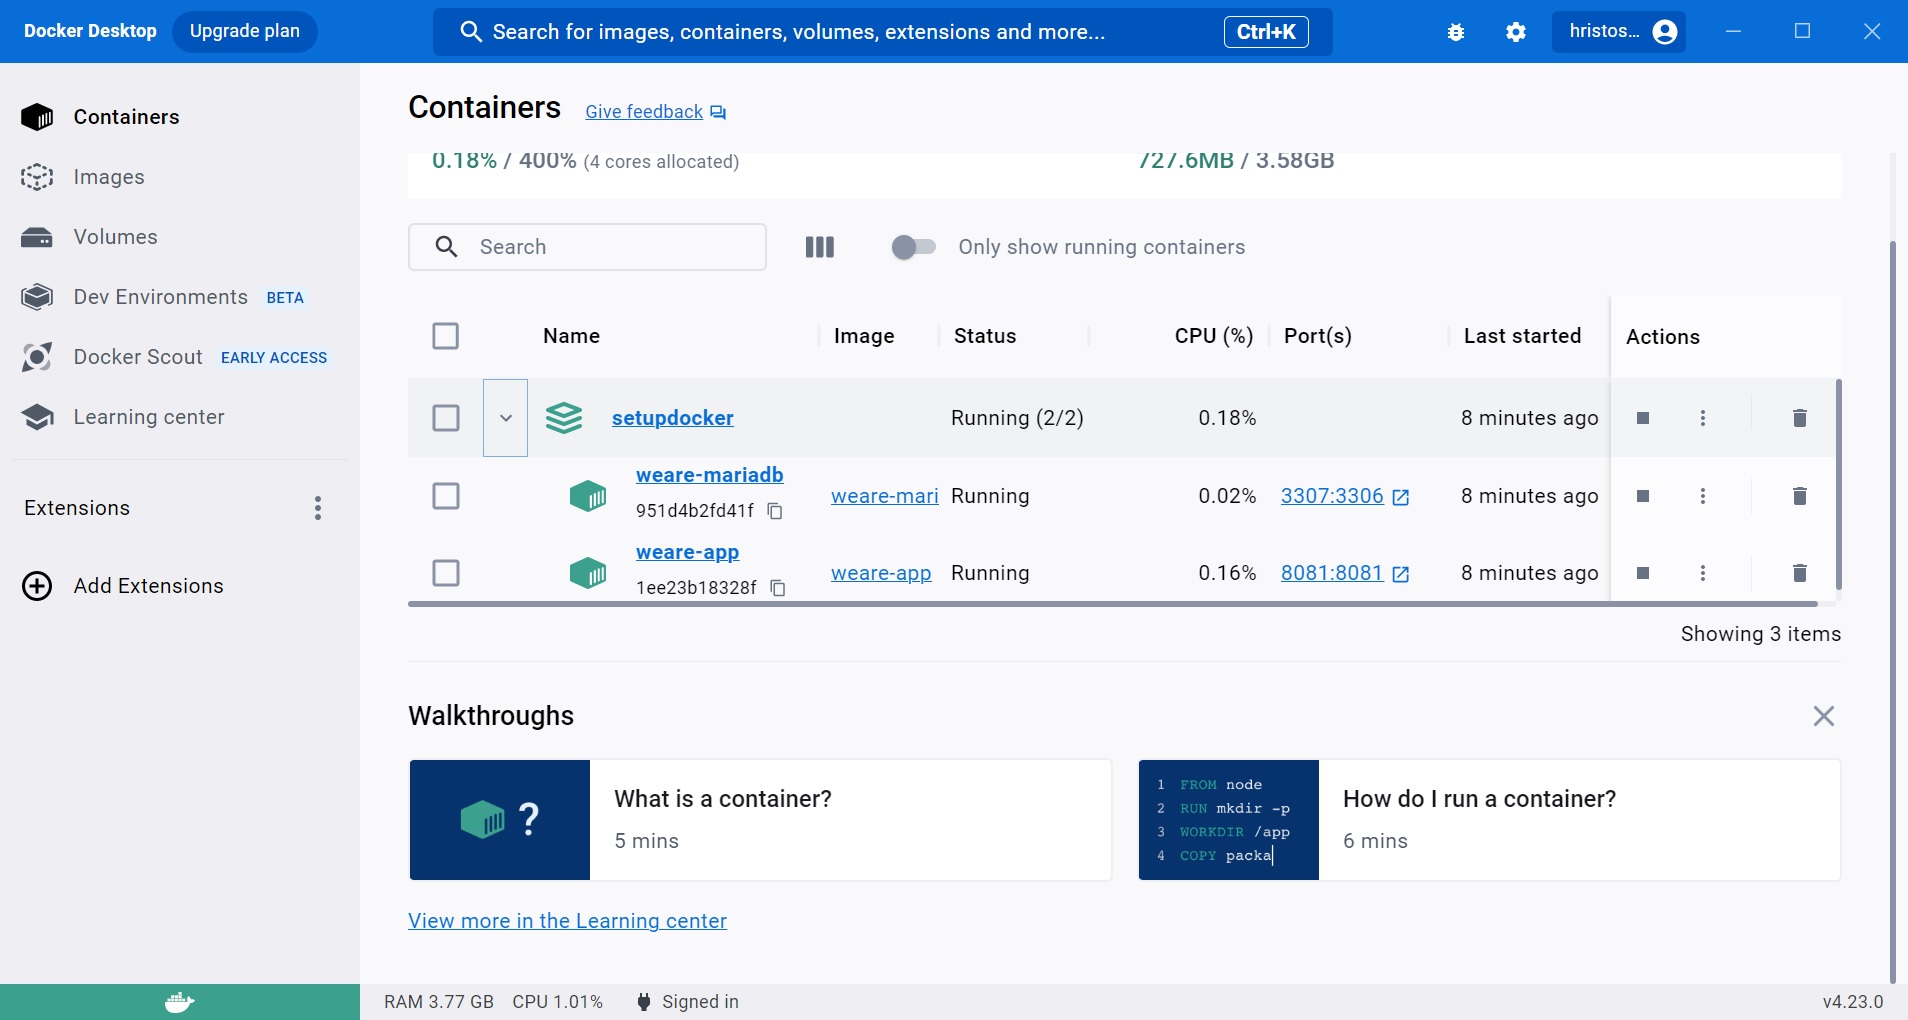 Docker Desktop Upgrade plan Search for images, containers, volumes, extensions and more... Ctrl+K hristos...
Containers
Images
Volumes
Dev Environments BETA
Docker Scout EARLY ACCESS
Learning center
Extensions
Add Extensions
Containers Give feedback
0.18% / 400% (4 cores allocated) 727.6MB / 3.58GB
Search Only show running containers
Name Image Status CPU (%) Port(s) Last started Actions
setupdocker Running (2/2) 0.18% 8 minutes ago
weare-mariadb
951d4b2fd41f weare-mari Running 0.02% 3307:3306 8 minutes ago
weare-app
1ee23b18328f weare-app Running 0.16% 8081:8081 8 minutes ago
Showing 3 items
Walkthroughs
?
What is a container?
5 mins
1 FROM node
2 RUN mkdir -p
3 WORKDIR /app
4 COPY packa
How do I run a container?
6 mins
View more in the Learning center
RAM 3.77 GB CPU 1.01% Signed in v4.23.0